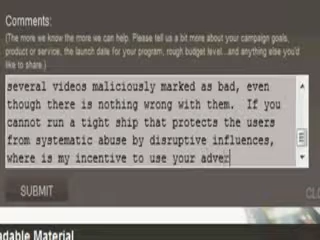 Comments:
(The more we know the more we can help. Please tell us a bit more about your campaign goals,
product or service, the launch date for your program, rough budget level...and anything else you'd
like to share.)
several videos maliciously marked as bad, even
though there is nothing wrong with them.  If you
cannot run a tight ship that protects the users
from systematic abuse by disruptive influences,
where is my incentive to use your adver
SUBMIT
CLO
adable Material